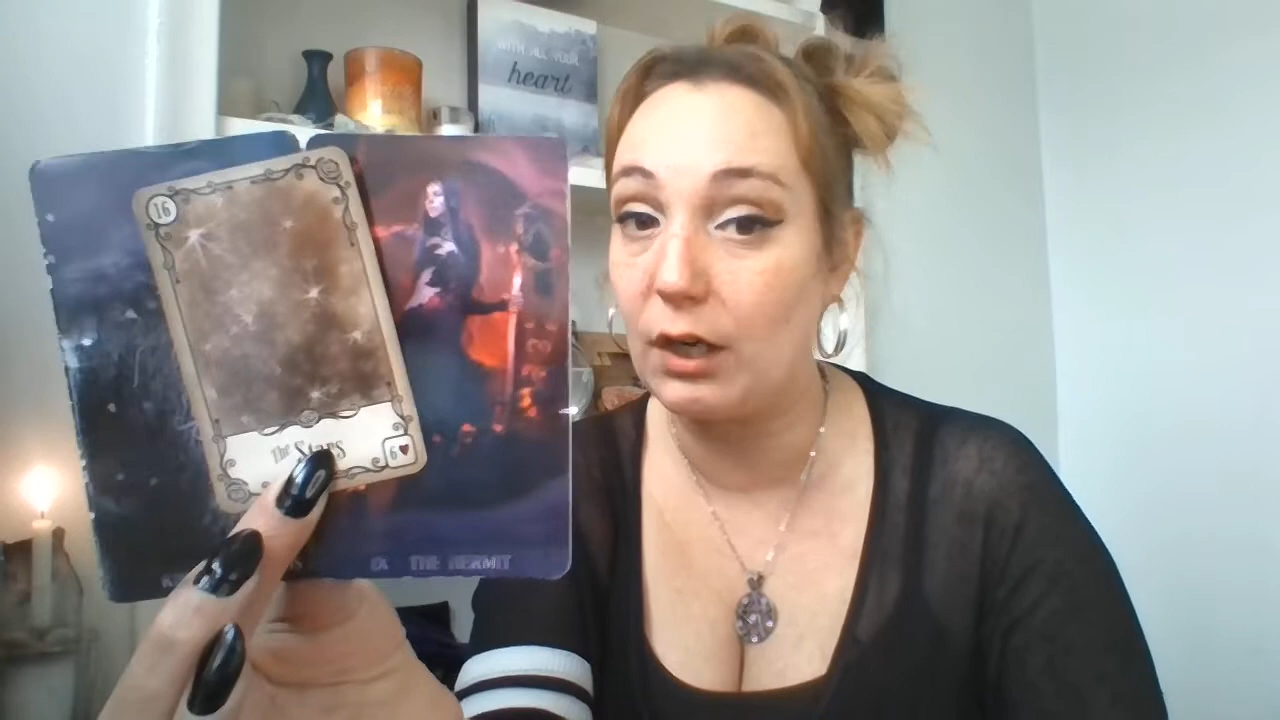 WITH ALL YOUR
heart
16
The Stars
6
IX THE HERMIT